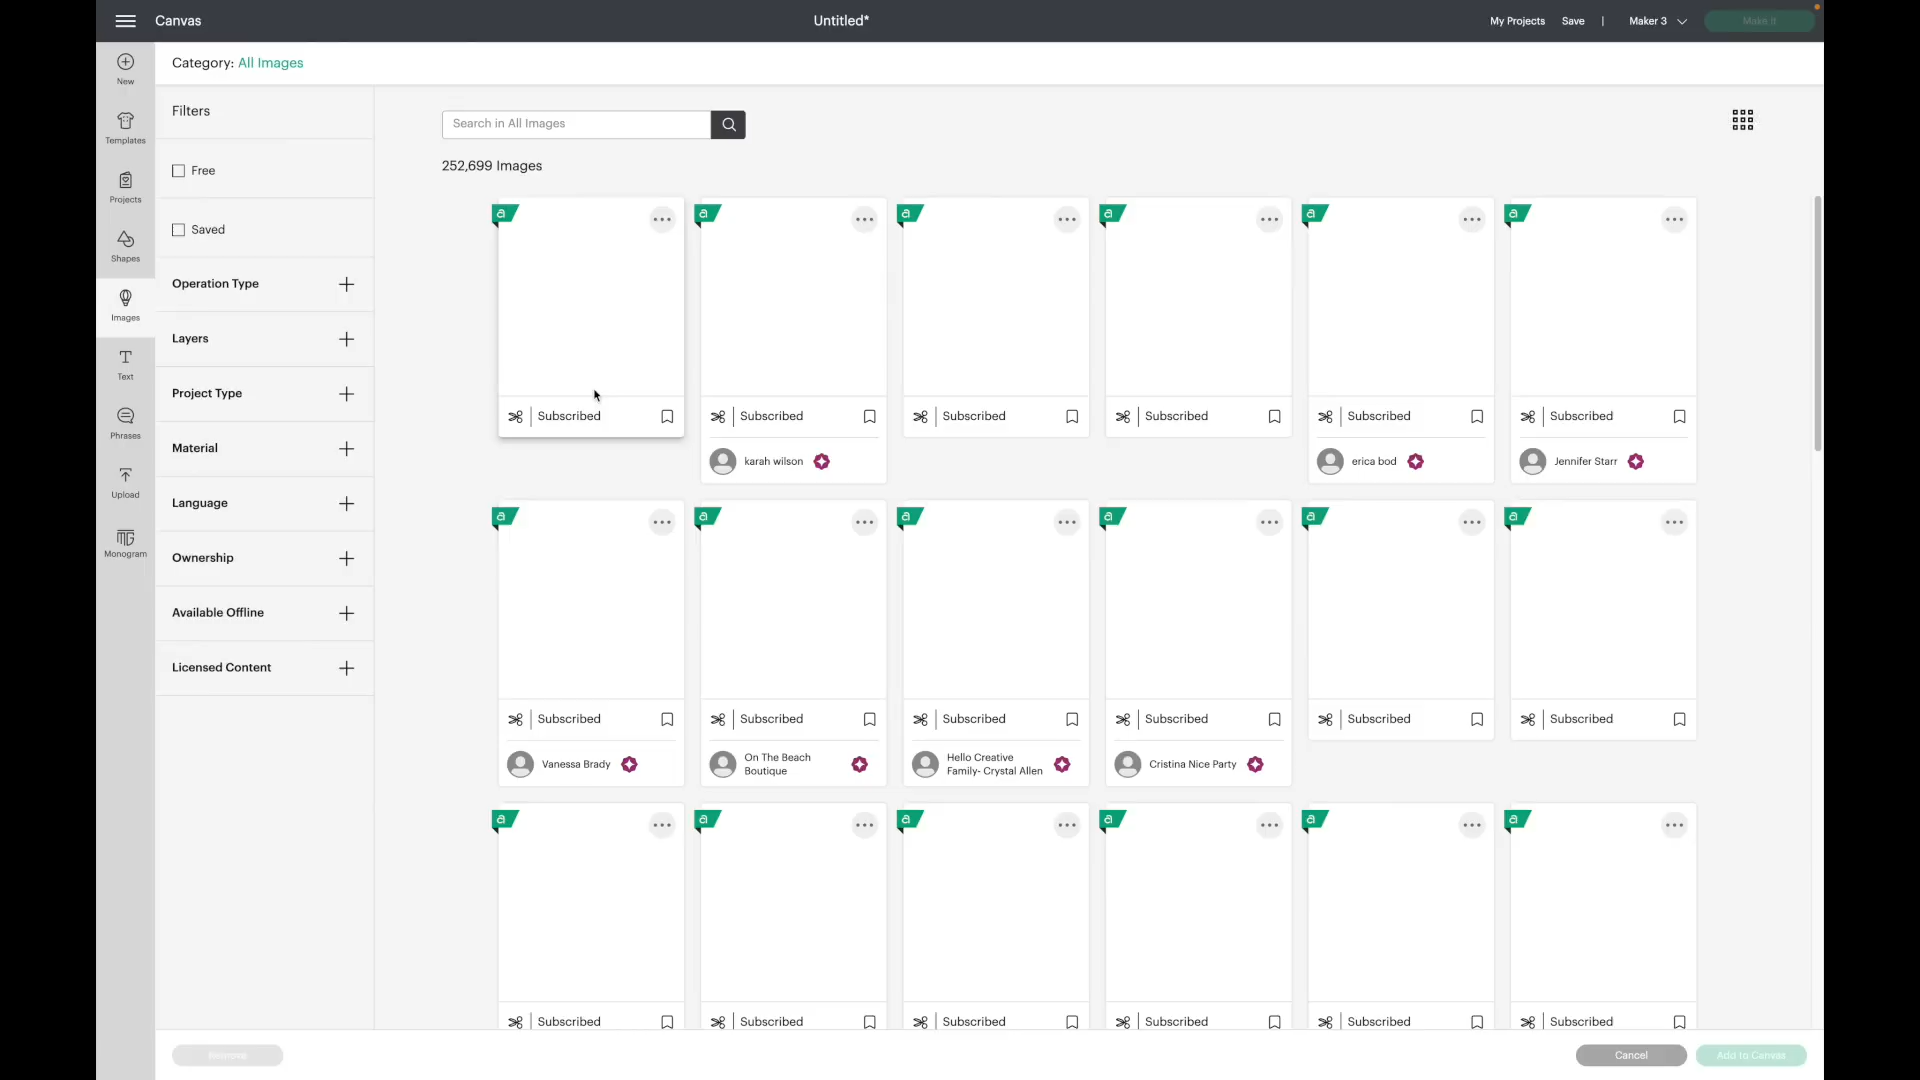 Canvas
Untitled*
My Projects
Save
|
Maker 3
Make It
New
Templates
Projects
Shapes
Images
Text
Phrases
Upload
Monogram
Category: All Images
Filters
Free
Saved
Operation Type
Layers
Project Type
Material
Language
Ownership
Available Offline
Licensed Content
Search in All Images
252,699 Images
a
a
a
a
a
a
Subscribed
Subscribed
Subscribed
Subscribed
Subscribed
Subscribed
karah wilson
erica bod
Jennifer Starr
a
a
a
a
a
a
Subscribed
Subscribed
Subscribed
Subscribed
Subscribed
Subscribed
Vanessa Brady
On The Beach
Boutique
Hello Creative
Family- Crystal Allen
Cristina Nice Party
a
a
a
a
a
a
Subscribed
Subscribed
Subscribed
Subscribed
Subscribed
Subscribed
Cancel
Add to Canvas